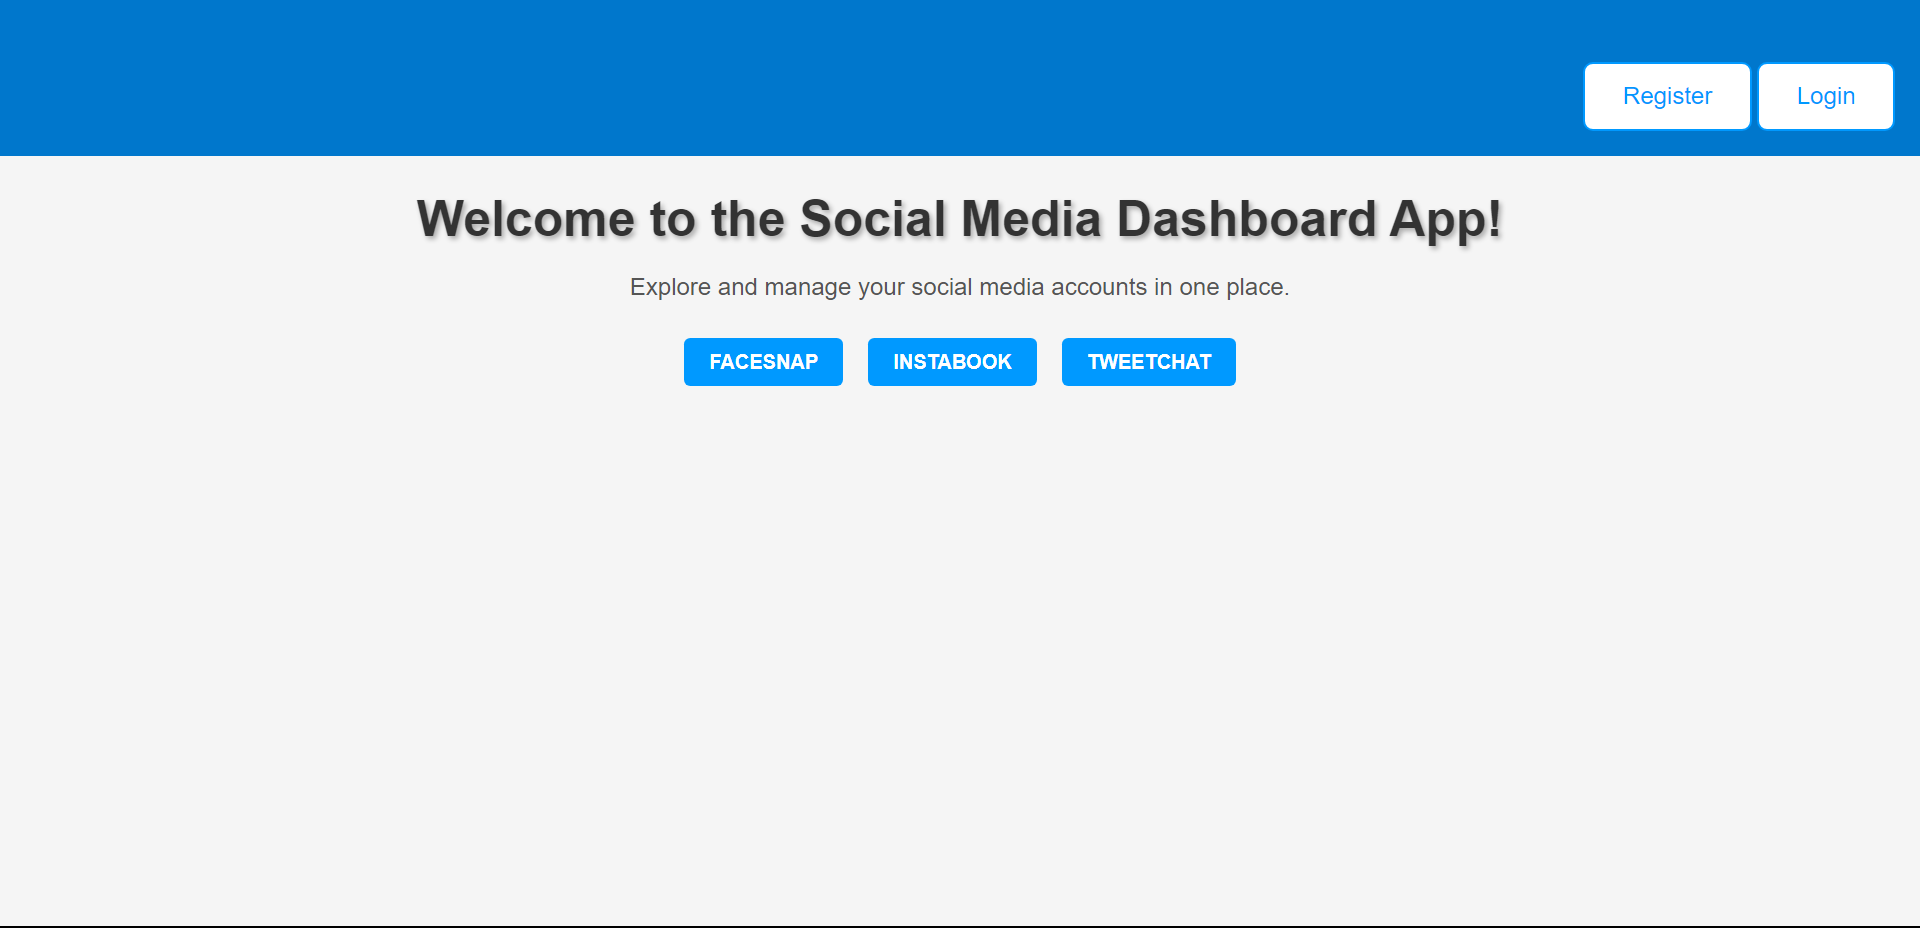 Register Login
Welcome to the Social Media Dashboard App!
Explore and manage your social media accounts in one place.
FACESNAP INSTABOOK TWEETCHAT